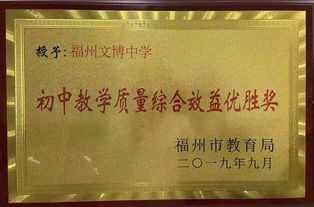 授予:福州文博中学
初中教学质量综合效益优胜奖
福州市教育局
二〇一九年九月